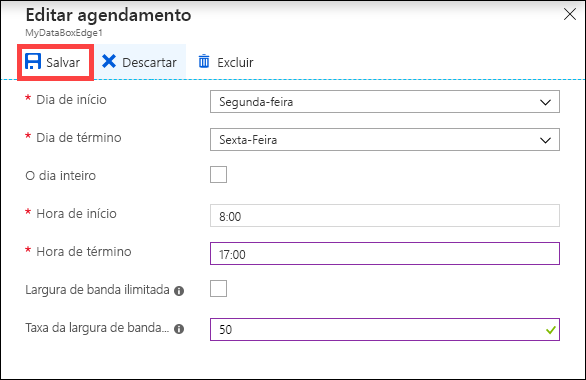 Editar agendamento
MyDataBoxEdge1
Salvar Descartar Excluir
* Dia de início Segunda-feira
* Dia de término Sexta-Feira
O dia inteiro
* Hora de início 8:00
* Hora de término 17:00
Largura de banda ilimitada
Taxa da largura de banda... 50